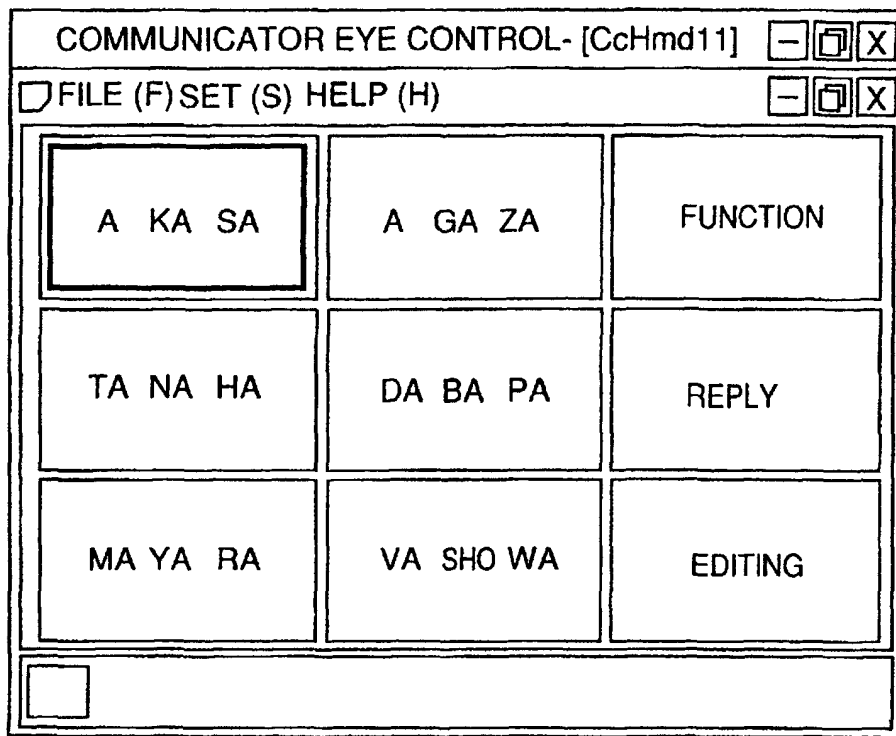 COMMUNICATOR EYE CONTROL- [CcHmd11]
FILE (F) SET (S) HELP (H)
A KA SA A GA ZA FUNCTION
TA NA HA DA BA PA REPLY
MA YA RA VA SHO WA EDITING